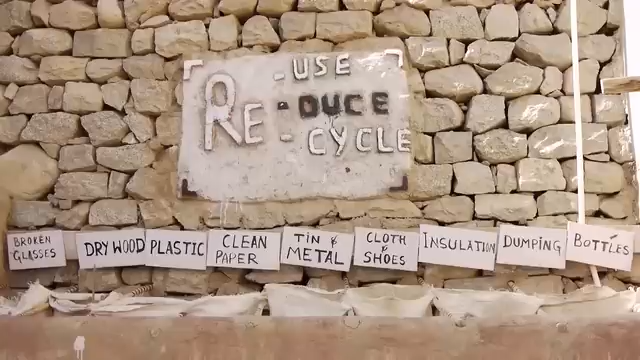 -USE
RE-DUCE
-CYCLE
BROKEN
GLASSES
DRY WOOD
PLASTIC
CLEAN
PAPER
TIN &
METAL
CLOTH
&
SHOES
INSULATION
DUMPING
BOTTLES